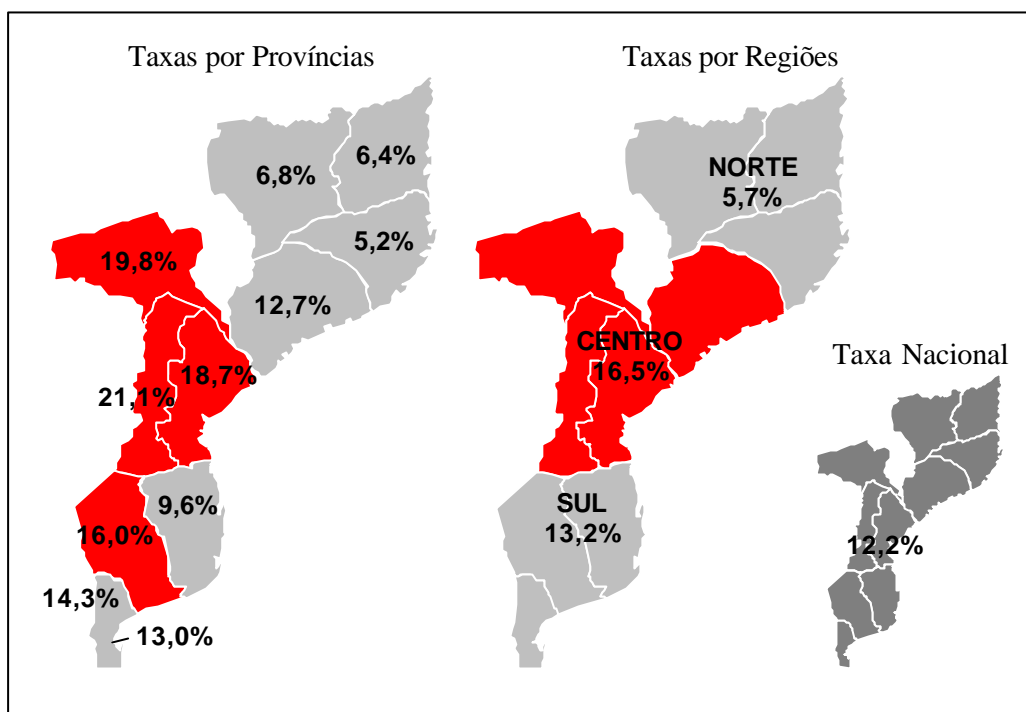 Taxas por Províncias
6,8%
6,4%
5,2%
19,8%
12,7%
18,7%
21,1%
9,6%
16,0%
14,3%
13,0%
Taxas por Regiões
NORTE
5,7%
CENTRO
16,5%
SUL
13,2%
Taxa Nacional
12,2%